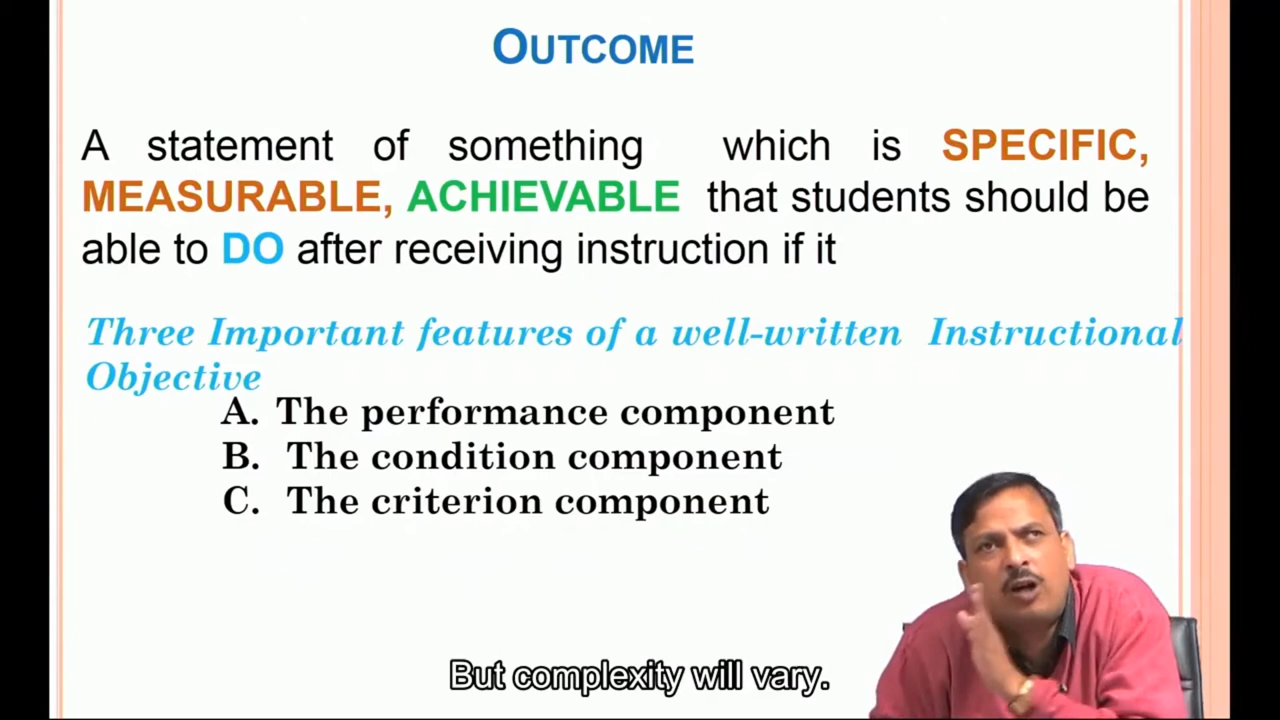 OUTCOME
A statement of something which is SPECIFIC,
MEASURABLE, ACHIEVABLE that students should be
able to DO after receiving instruction if it
Three Important features of a well-written Instructional
Objective
A. The performance component
B. The condition component
C. The criterion component
But complexity will vary.